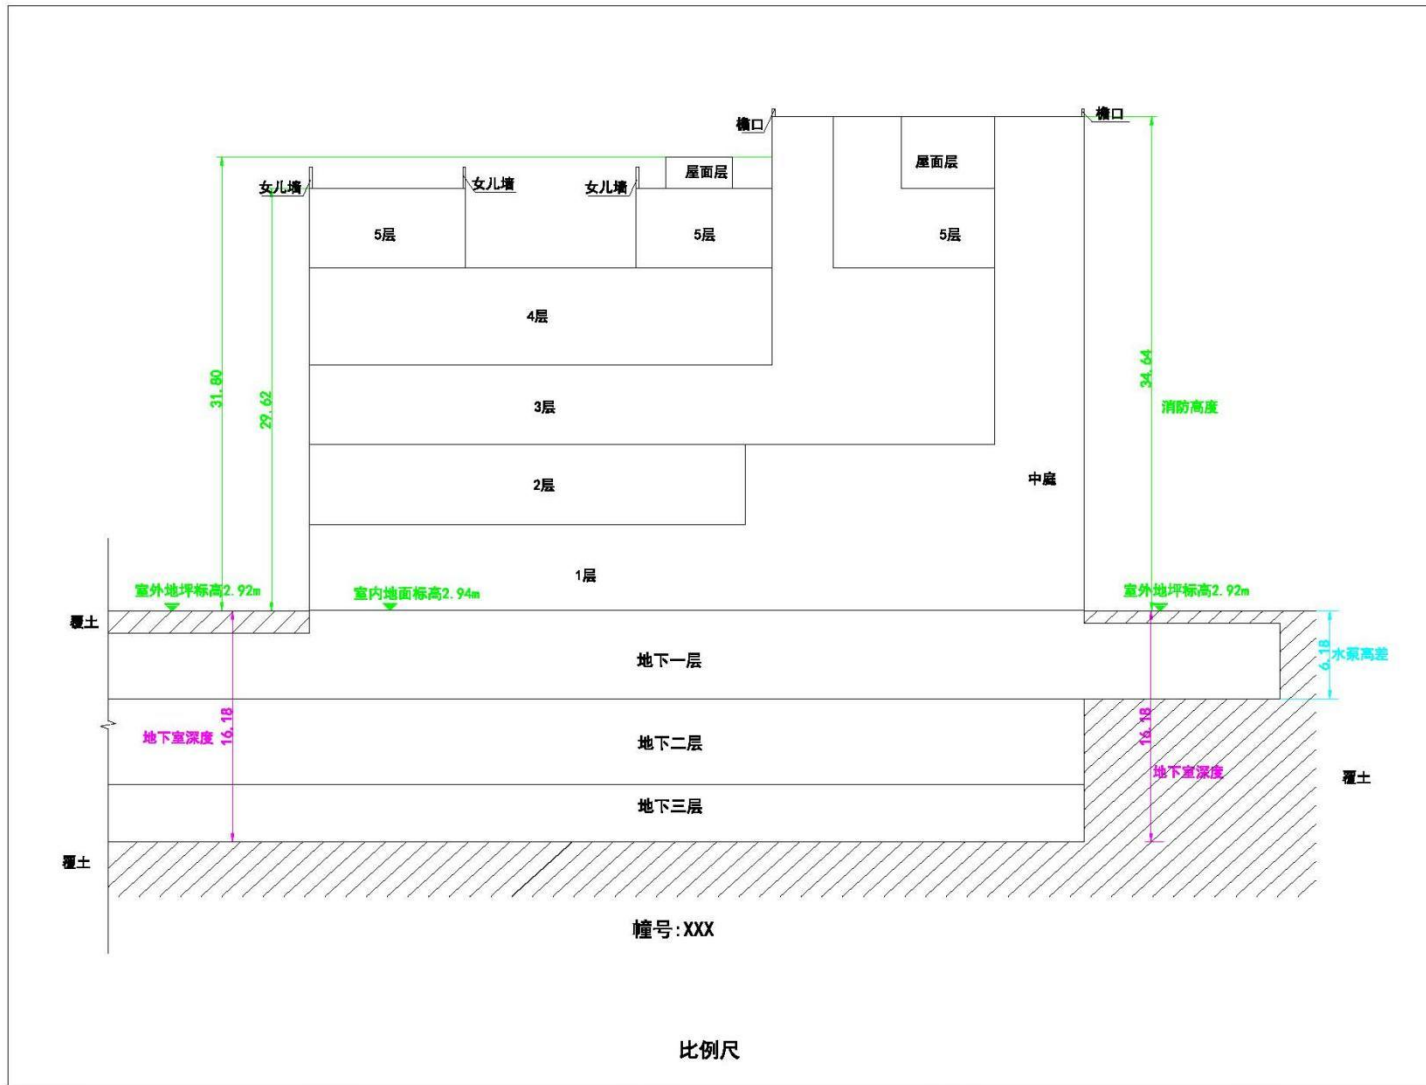 檐口
檐口
屋面层
屋面层
女儿墙
女儿墙
女儿墙
5层
5层
5层
4层
31.80
29.62
34.64
3层
消防高度
2层
中庭
1层
室外地坪标高2.92m
室内地面标高2.94m
室外地坪标高2.92m
覆土
地下一层
6.18
水泵高差
16.18
16.18
地下室深度
地下二层
地下室深度
覆土
地下三层
覆土
幢号:XXX
比例尺